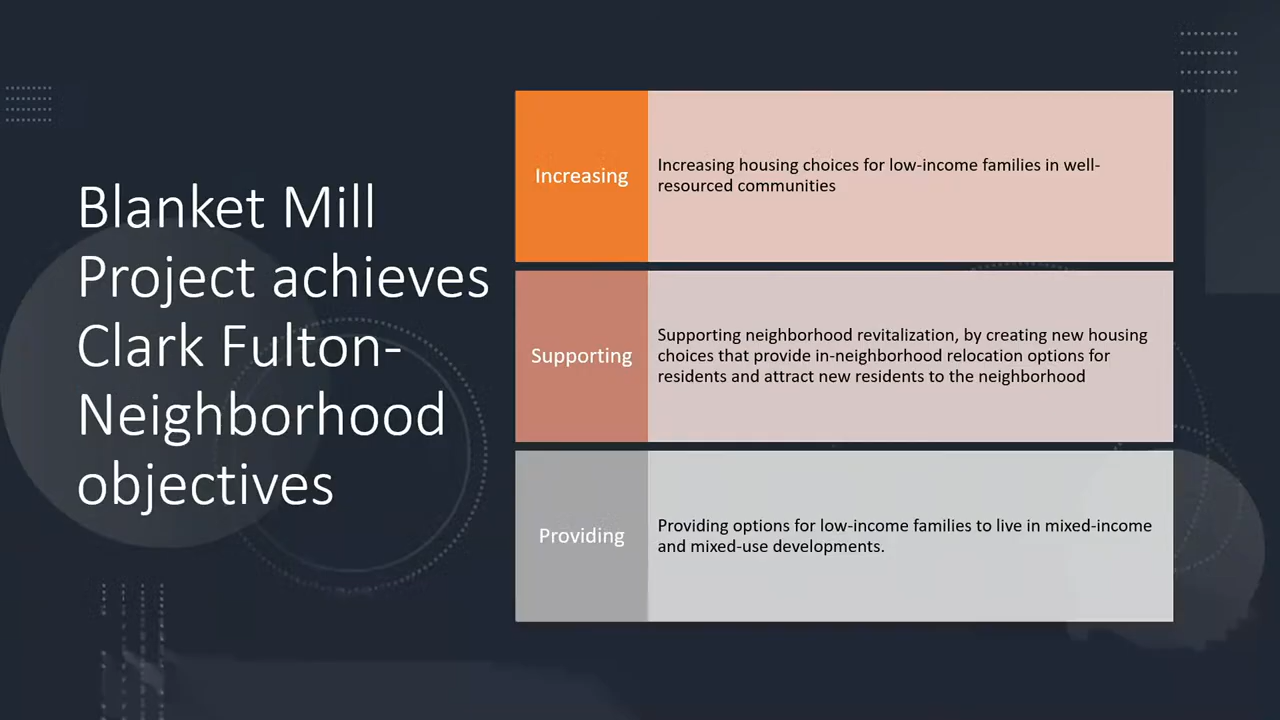 Blanket Mill
Project achieves
Clark Fulton-
Neighborhood
objectives
Increasing
Increasing housing choices for low-income families in well-
resourced communities
Supporting
Supporting neighborhood revitalization, by creating new housing
choices that provide in-neighborhood relocation options for
residents and attract new residents to the neighborhood
Providing
Providing options for low-income families to live in mixed-income
and mixed-use developments.